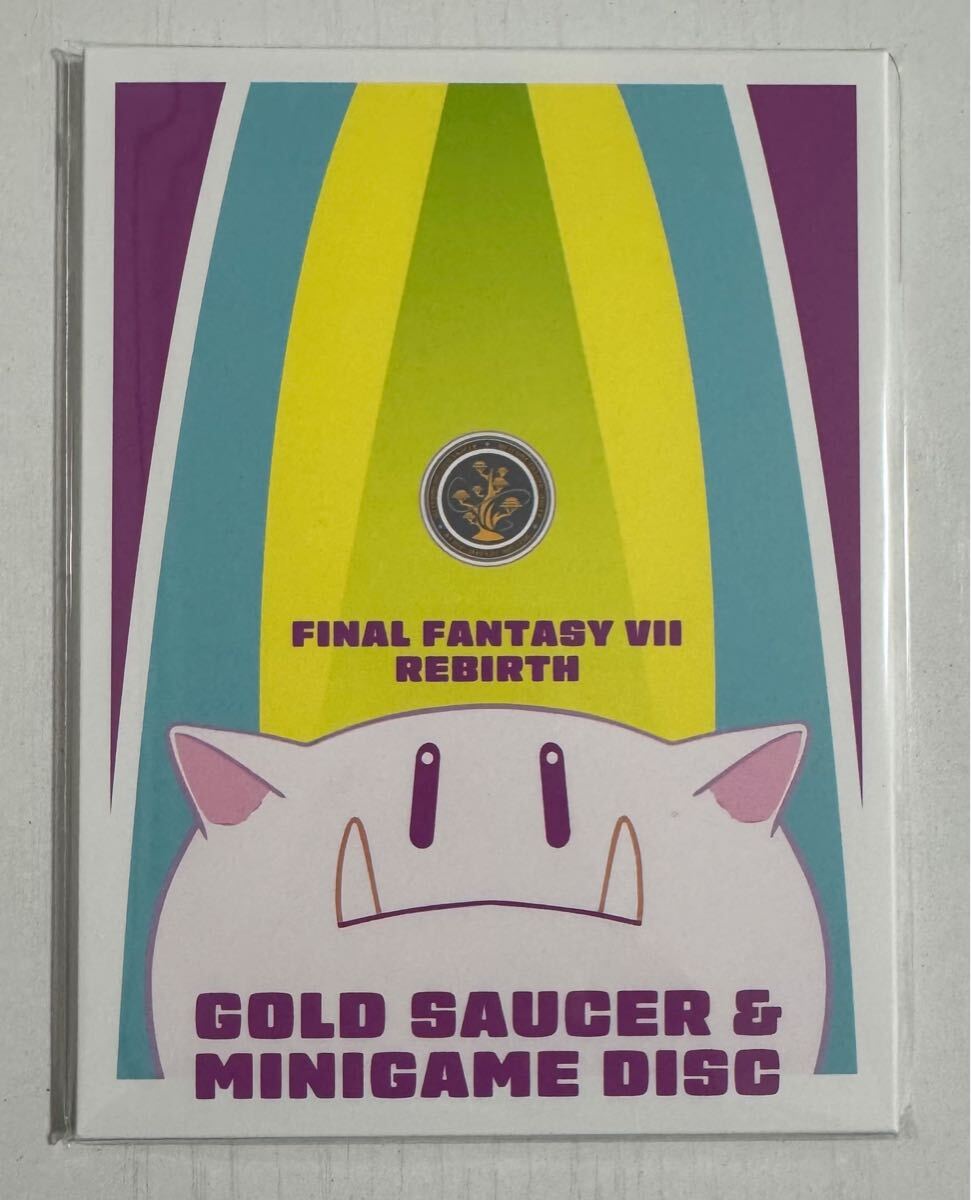 FINAL FANTASY VII
REBIRTH
GOLD SAUCER &
MINIGAME DISC